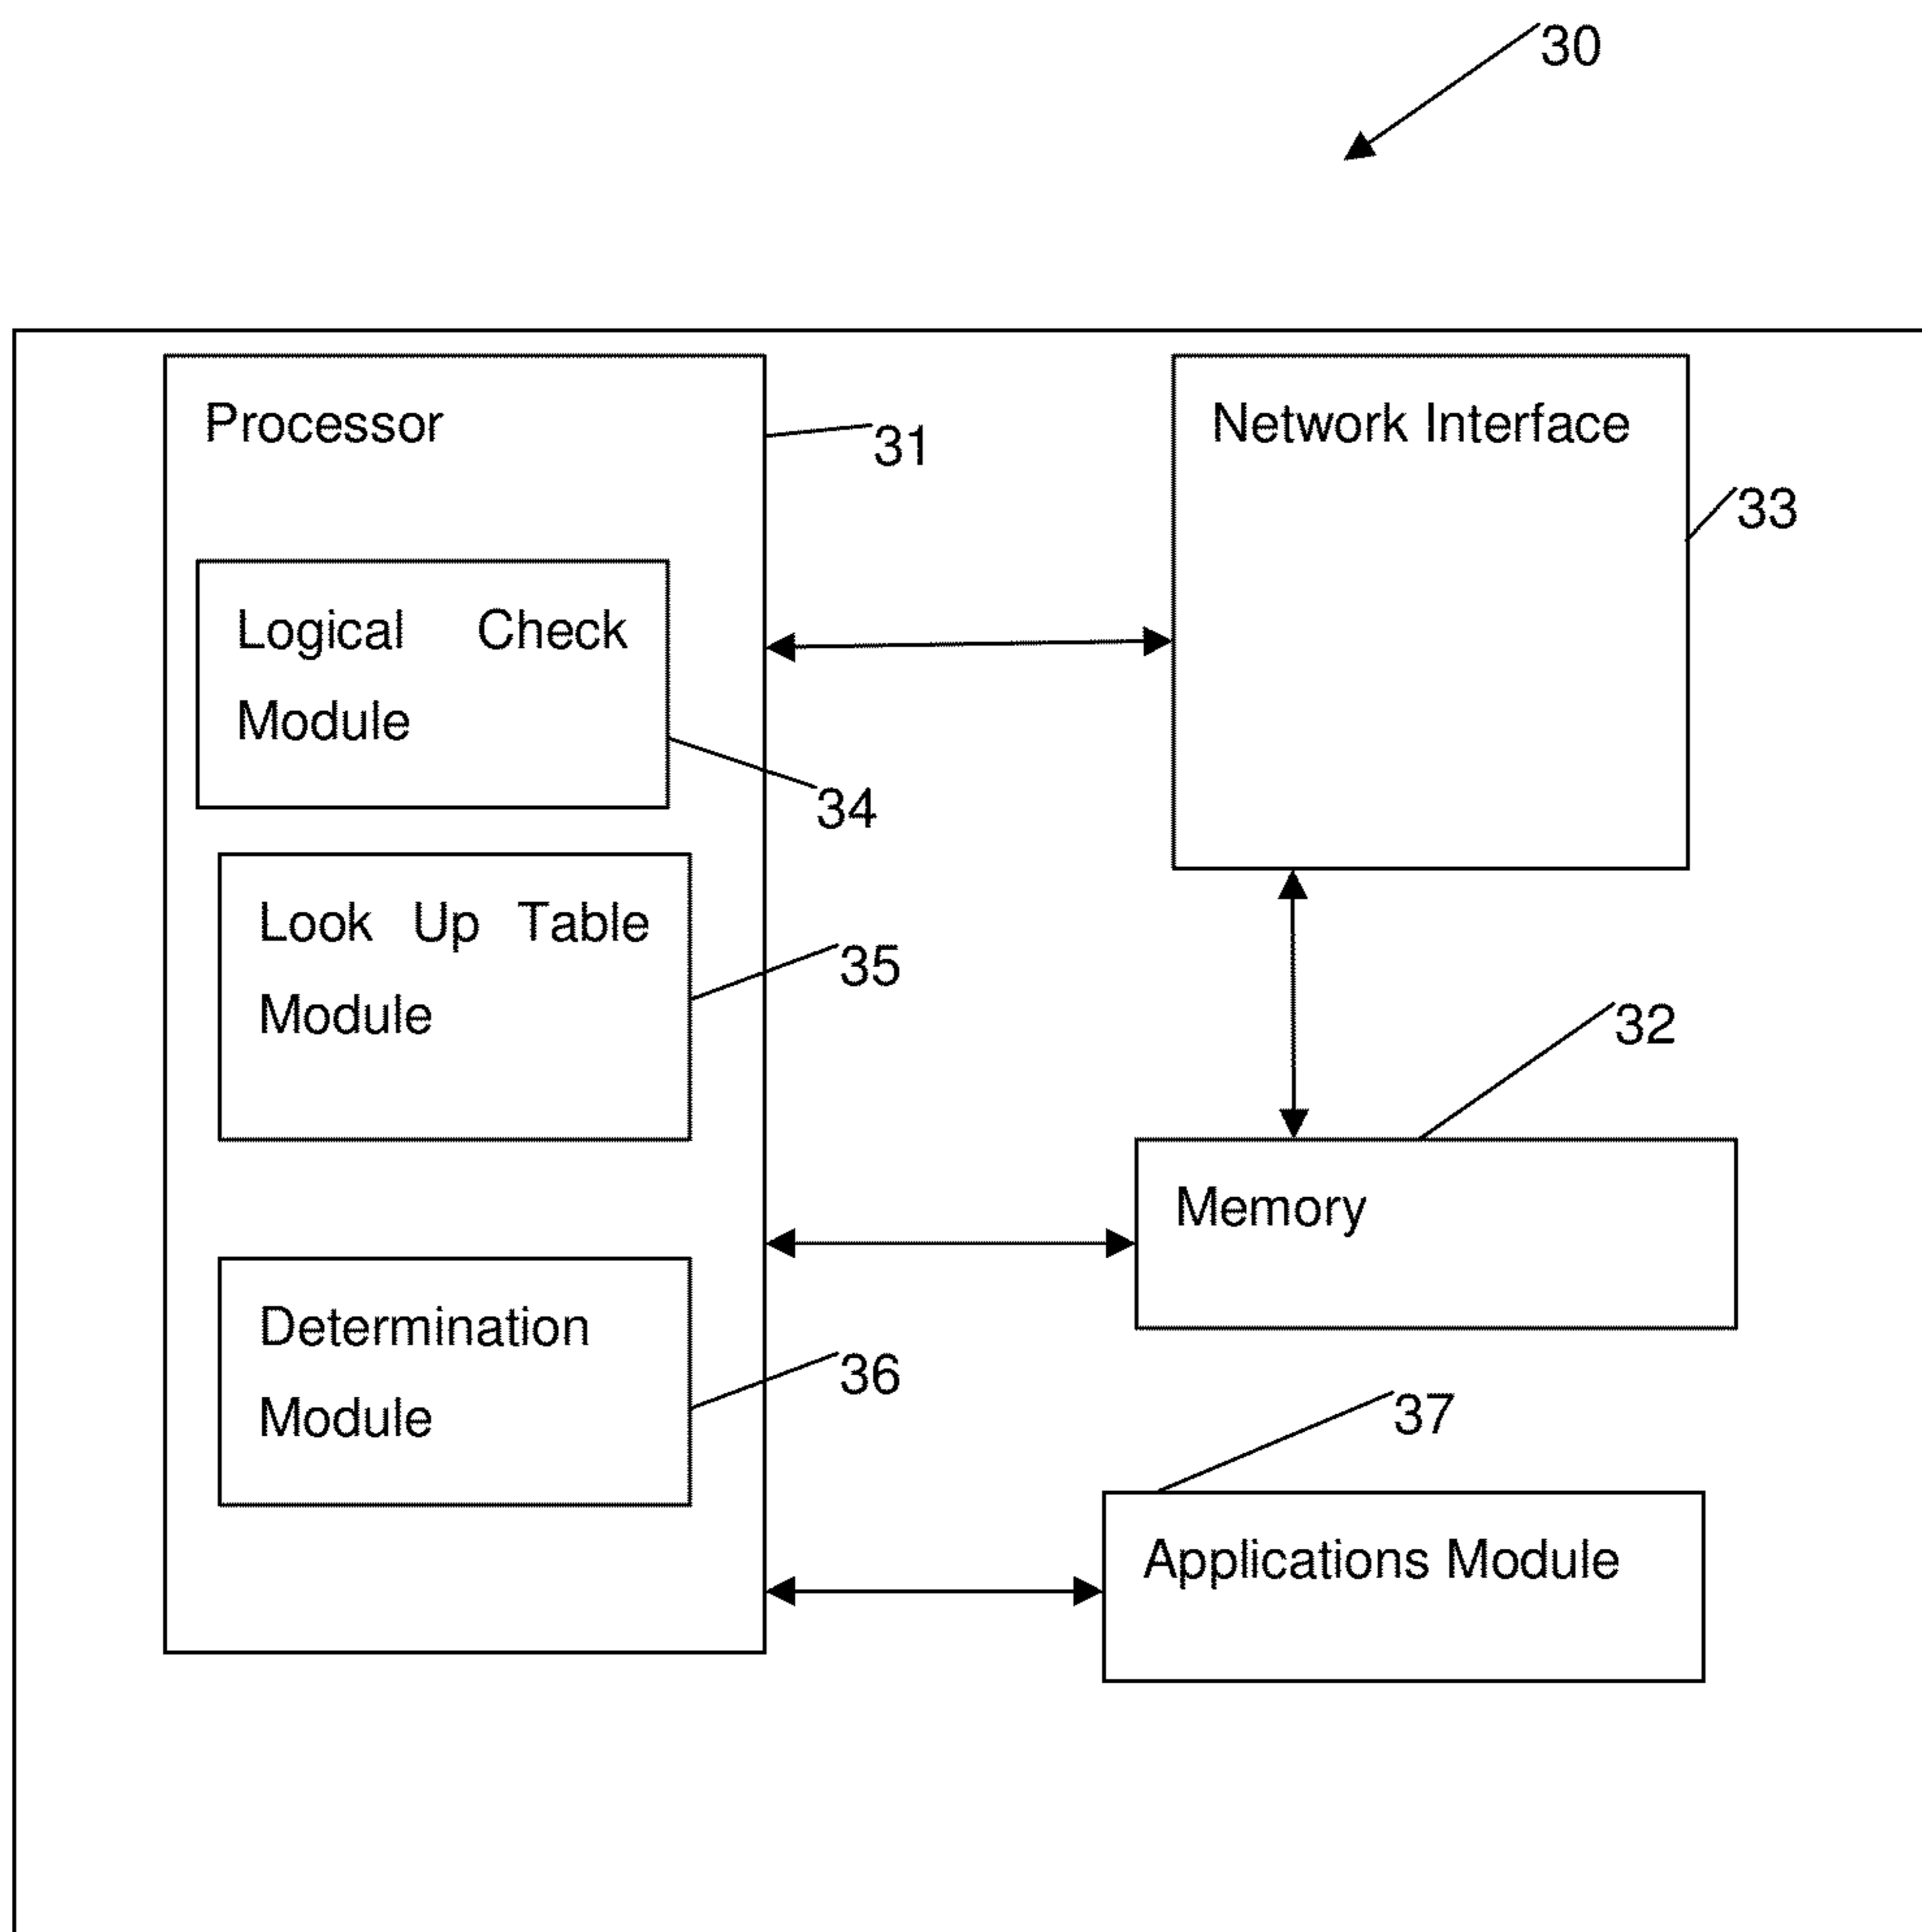 30
Processor
31
Network Interface
33
Logical Check
Module
34
Look Up Table
Module
35
32
Memory
Determination
Module
36
37
Applications Module